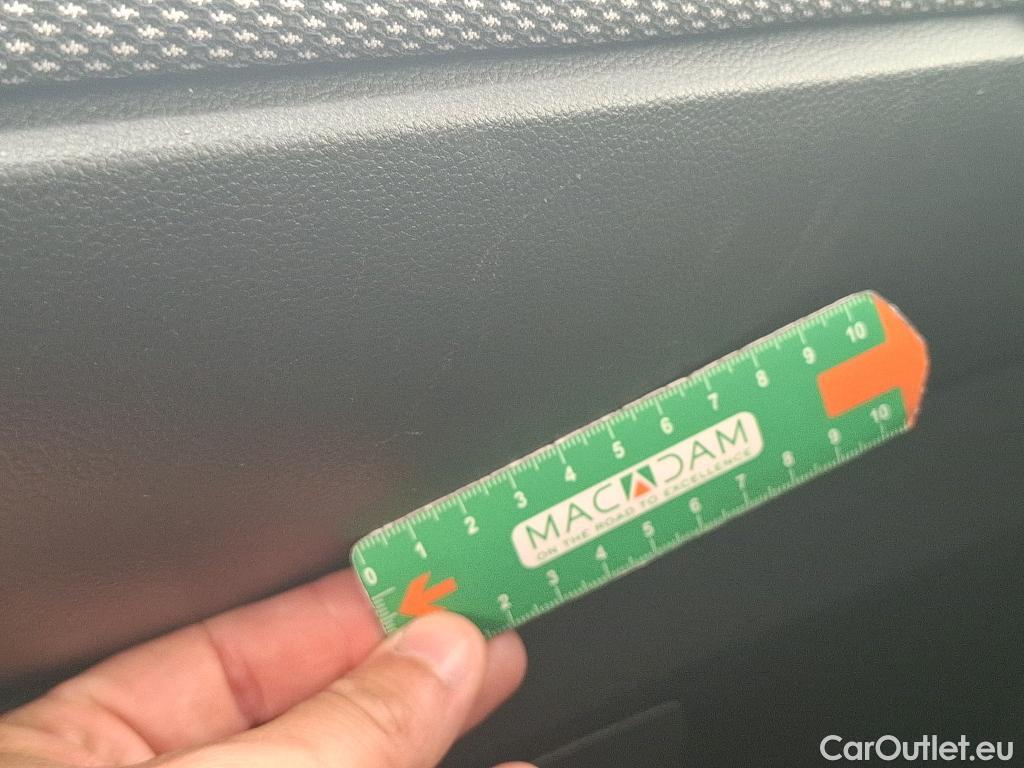 0 1 2 3 4 5 6 7 8 9 10
MACADAM
ON THE ROAD TO EXCELLENCE
2 3 4 5 6 7 8 9 10
CarOutlet.eu